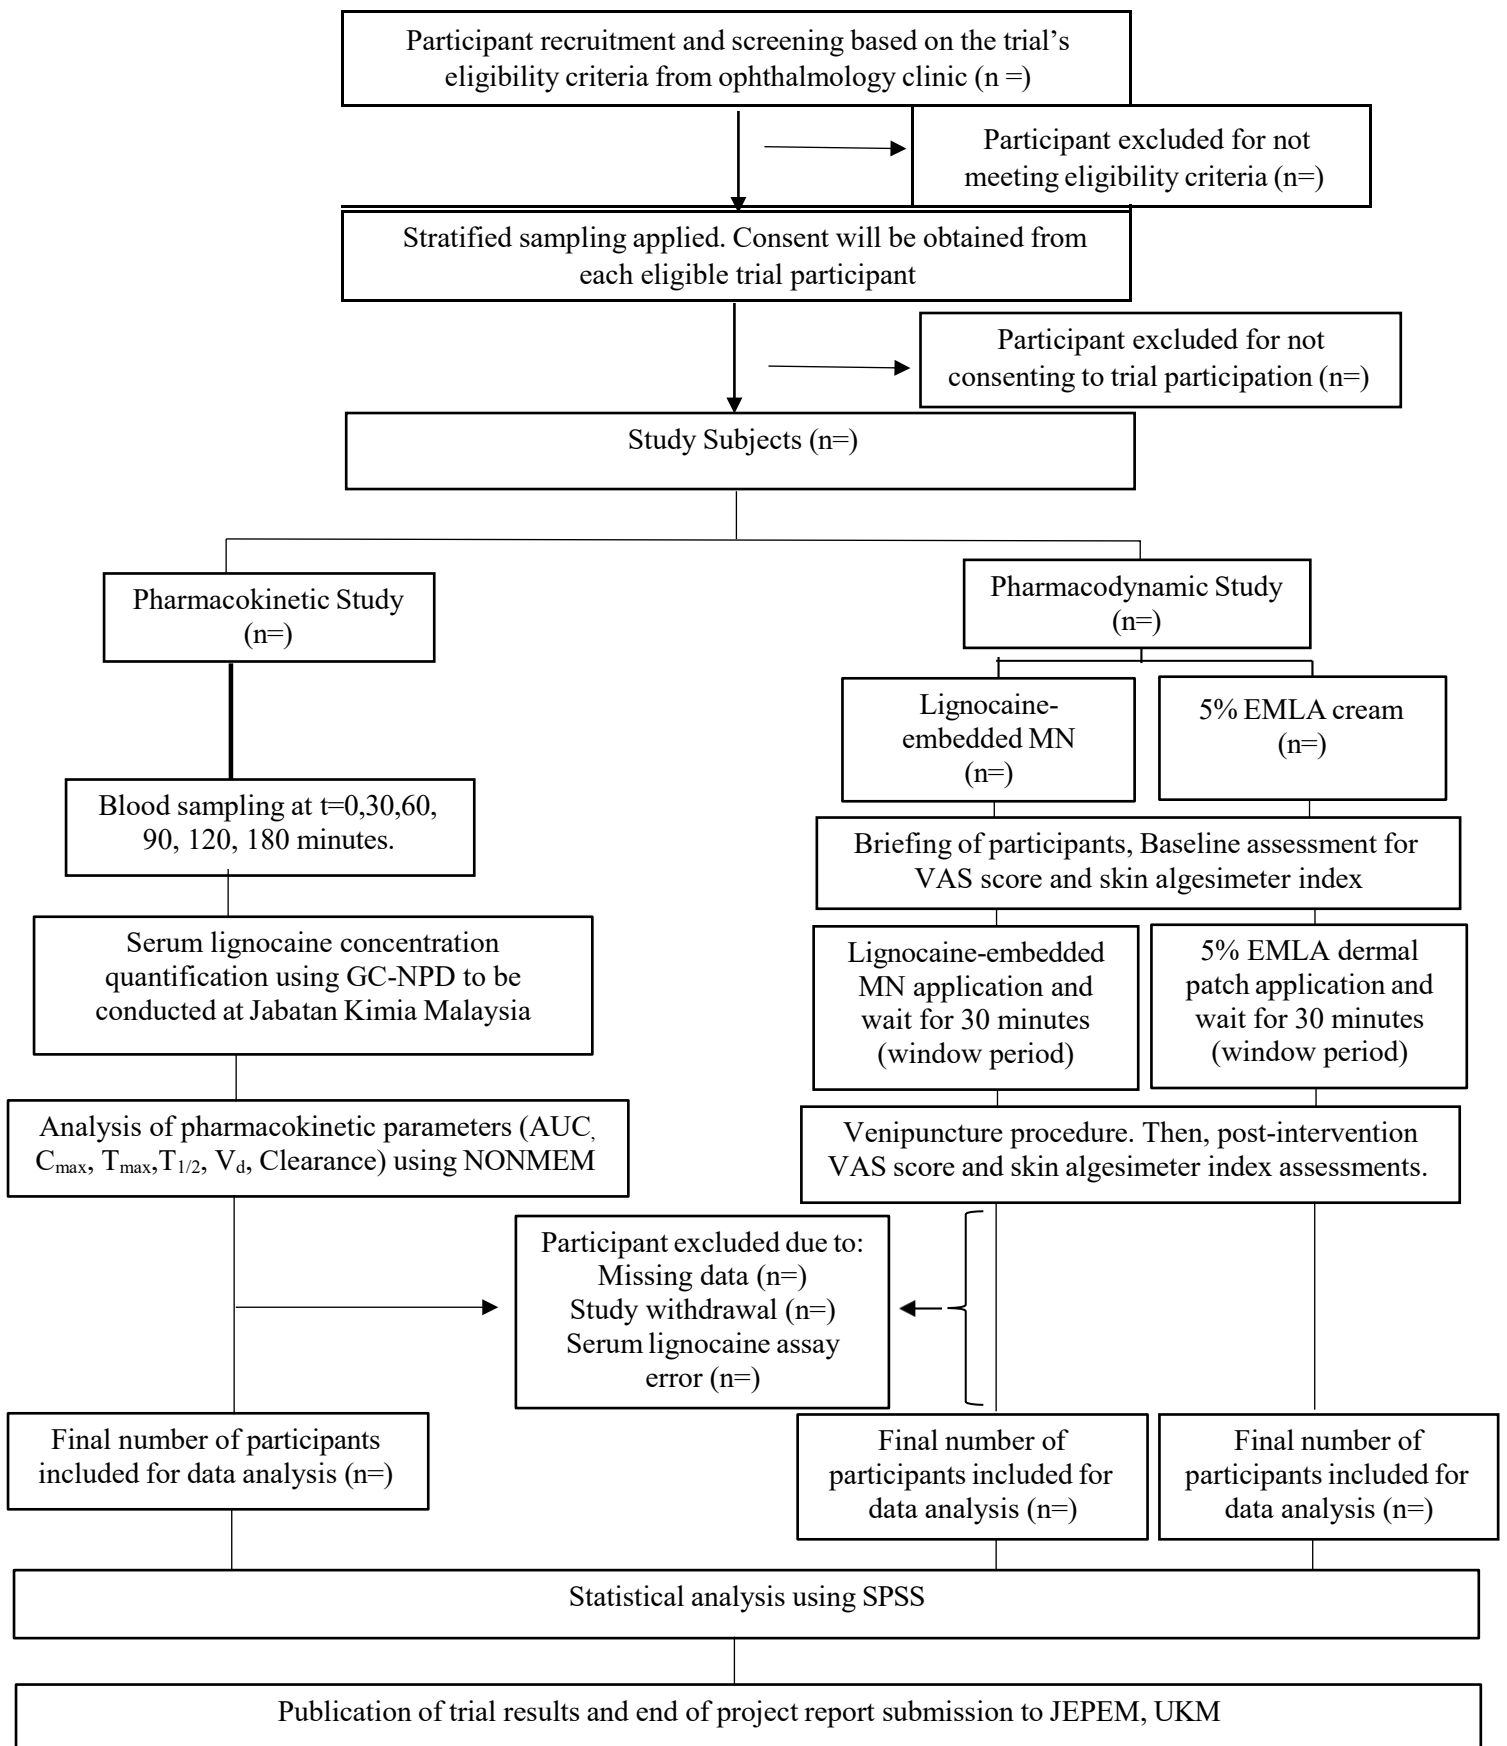 Participant recruitment and screening based on the trial’s
eligibility criteria from ophthalmology clinic (n =)
Participant excluded for not
meeting eligibility criteria (n=)
Stratified sampling applied. Consent will be obtained from
each eligible trial participant
Participant excluded for not
consenting to trial participation (n=)
Study Subjects (n=)
Pharmacokinetic Study
(n=)
Pharmacodynamic Study
(n=)
Lignocaine-
embedded MN
(n=)
5% EMLA cream
(n=)
Blood sampling at t=0,30,60,
90, 120, 180 minutes.
Briefing of participants, Baseline assessment for
VAS score and skin algesimeter index
Serum lignocaine concentration
quantification using GC-NPD to be
conducted at Jabatan Kimia Malaysia
Lignocaine-embedded
MN application and
wait for 30 minutes
(window period)
5% EMLA dermal
patch application and
wait for 30 minutes
(window period)
Analysis of pharmacokinetic parameters (AUC,
Cmax, Tmax,T1/2, Vd, Clearance) using NONMEM
Venipuncture procedure. Then, post-intervention
VAS score and skin algesimeter index assessments.
Participant excluded due to:
Missing data (n=)
Study withdrawal (n=)
Serum lignocaine assay
error (n=)
Final number of participants
included for data analysis (n=)
Final number of
participants included for
data analysis (n=)
Final number of
participants included for
data analysis (n=)
Statistical analysis using SPSS
Publication of trial results and end of project report submission to JEPEM, UKM